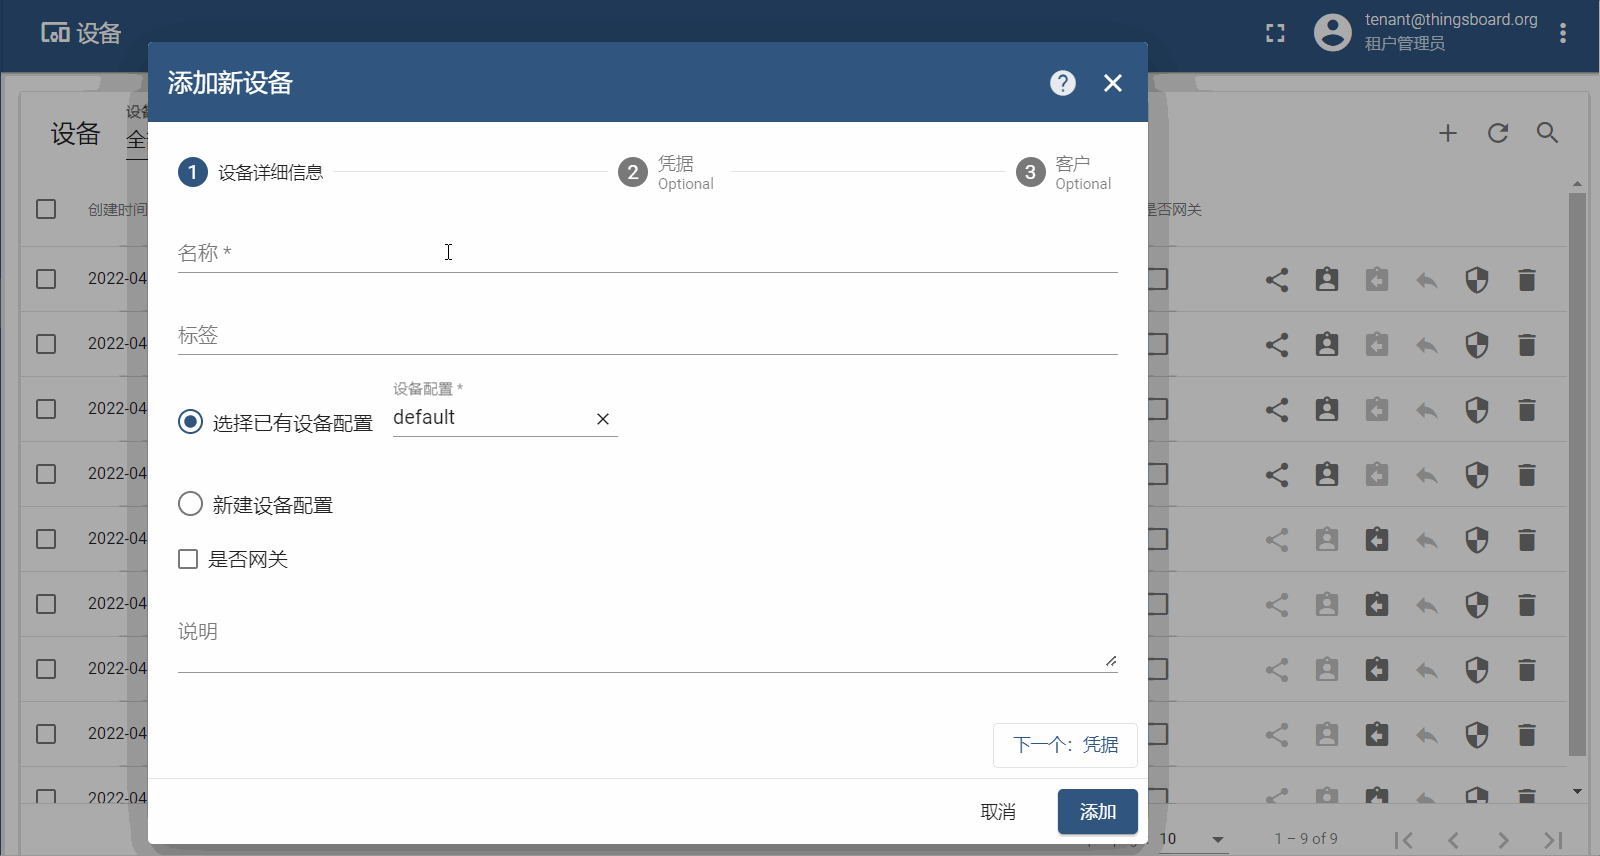 设备
tenant@thingsboard.org
租户管理员
添加新设备
设备
全
设备
1 设备详细信息
2 凭据
Optional
3 客户
Optional
创建时间
是否网关
名称 *
标签
设备配置 *
选择已有设备配置
default
新建设备配置
是否网关
说明
2022-04
2022-04
2022-04
2022-04
2022-04
2022-04
2022-04
2022-04
2022-04
下一个：凭据
取消
添加
10
1 – 9 of 9